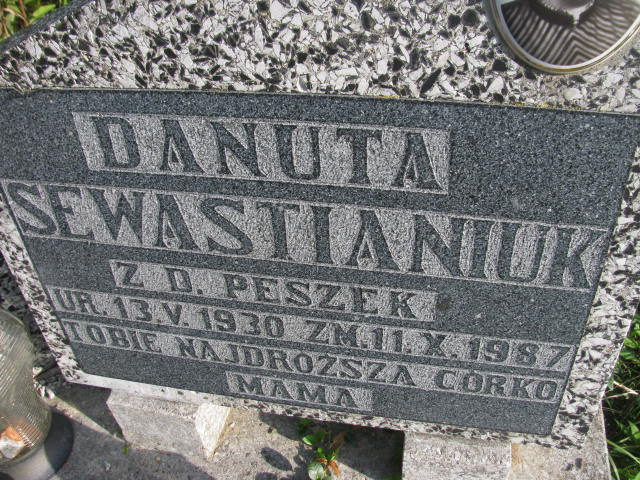 DANUTA
SEWASTIANIUK
Z D. PESZEK
UR. 13.V. 1930 ZM. 11. X. 1987
TOBIE NAJDROŻSZA CÓRKO
MAMA